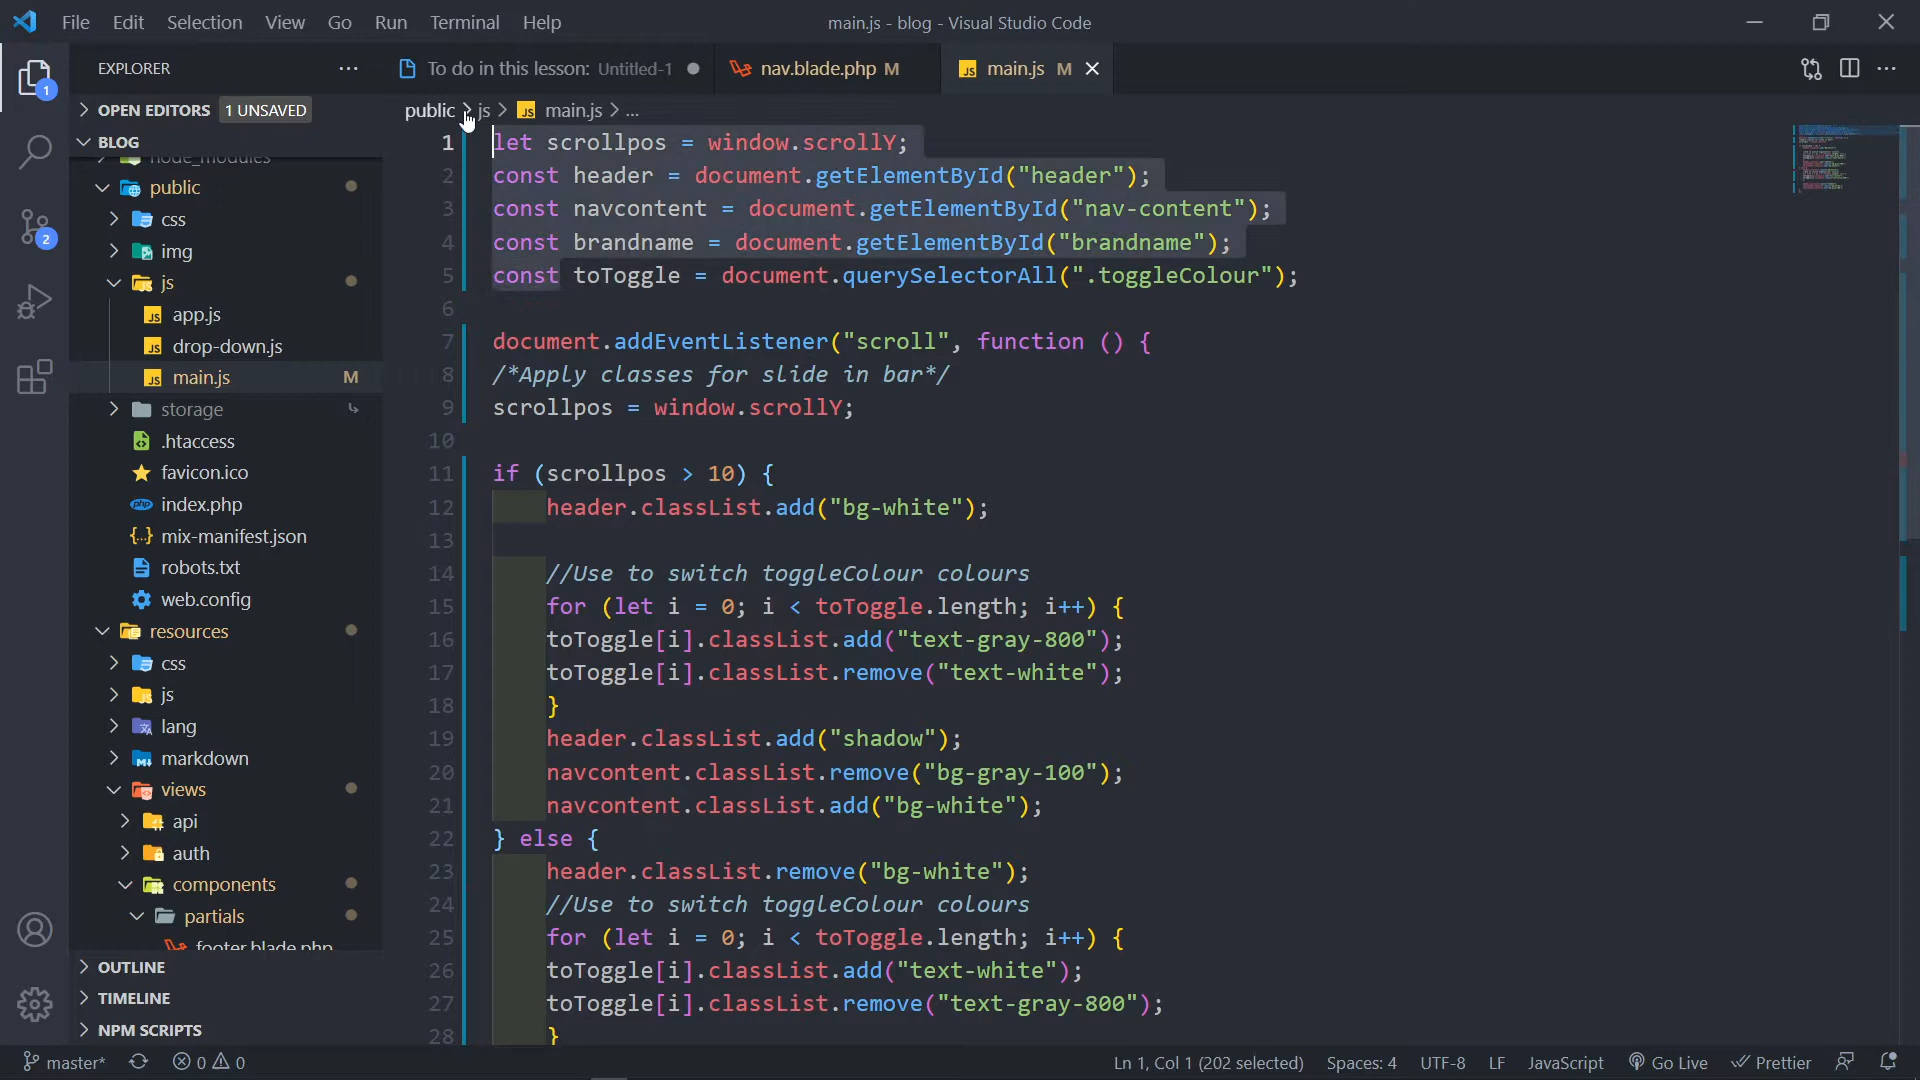 File Edit Selection View Go Run Terminal Help
main.js - blog - Visual Studio Code
EXPLORER
To do in this lesson: Untitled-1
nav.blade.php M
JS main.js M
OPEN EDITORS 1 UNSAVED
public > js > JS main.js > ...
BLOG
node_modules
public
css
img
js
JS app.js
JS drop-down.js
JS main.js M
storage
.htaccess
favicon.ico
php index.php
mix-manifest.json
robots.txt
web.config
resources
css
js
lang
markdown
views
api
auth
components
partials
footer.blade.php
OUTLINE
TIMELINE
NPM SCRIPTS
1
2
1 let scrollpos = window.scrollY;
2 const header = document.getElementById("header");
3 const navcontent = document.getElementById("nav-content");
4 const brandname = document.getElementById("brandname");
5 const toToggle = document.querySelectorAll(".toggleColour");
6
7 document.addEventListener("scroll", function () {
8 /*Apply classes for slide in bar*/
9 scrollpos = window.scrollY;
10
11 if (scrollpos > 10) {
12 header.classList.add("bg-white");
13
14 //Use to switch toggleColour colours
15 for (let i = 0; i < toToggle.length; i++) {
16 toToggle[i].classList.add("text-gray-800");
17 toToggle[i].classList.remove("text-white");
18 }
19 header.classList.add("shadow");
20 navcontent.classList.remove("bg-gray-100");
21 navcontent.classList.add("bg-white");
22 } else {
23 header.classList.remove("bg-white");
24 //Use to switch toggleColour colours
25 for (let i = 0; i < toToggle.length; i++) {
26 toToggle[i].classList.add("text-white");
27 toToggle[i].classList.remove("text-gray-800");
28 }
master* 0 0 Ln 1, Col 1 (202 selected) Spaces: 4 UTF-8 LF JavaScript Go Live Prettier